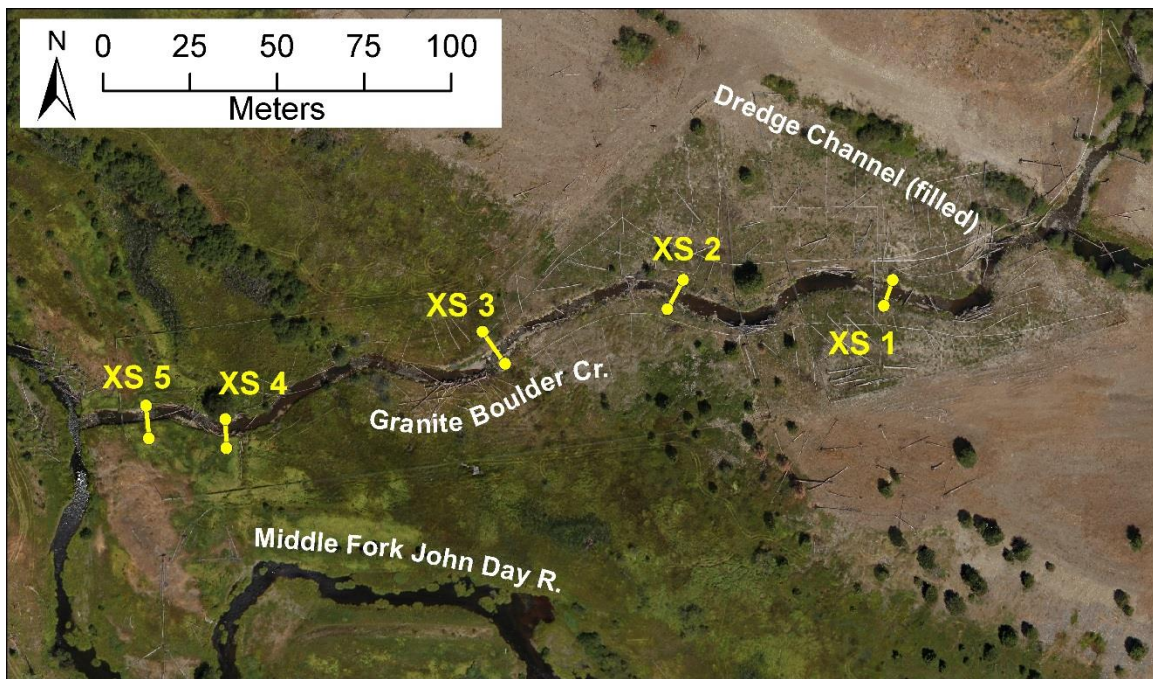 N
0 25 50 75 100
Meters
Dredge Channel (filled)
XS 2
XS 3
XS 1
XS 5
XS 4
Granite Boulder Cr.
Middle Fork John Day R.